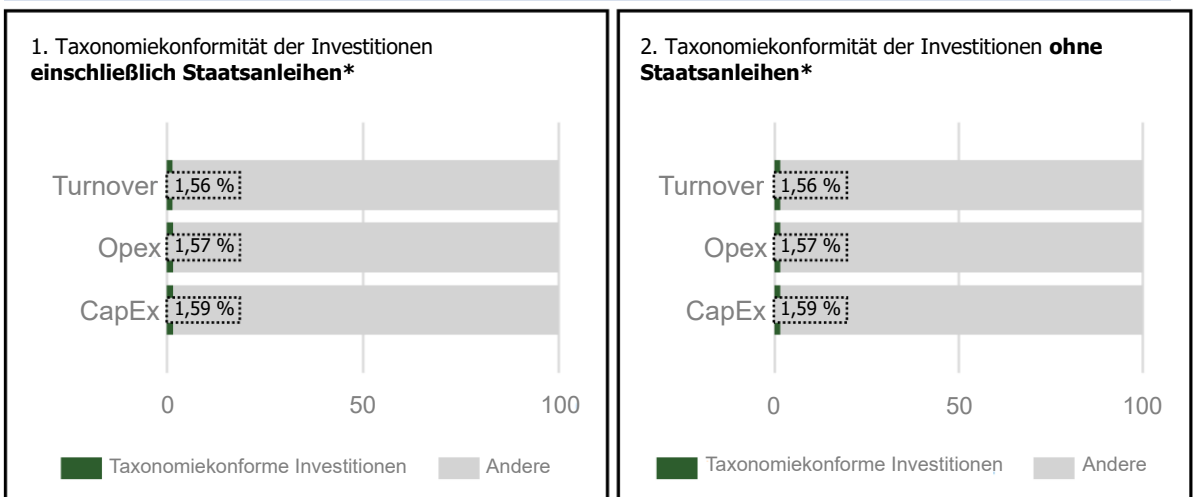 1. Taxonomiekonformität der Investitionen
einschließlich Staatsanleihen*
Turnover 1,56 %
Opex 1,57 %
CapEx 1,59 %
0 50 100
Taxonomiekonforme Investitionen Andere
2. Taxonomiekonformität der Investitionen ohne
Staatsanleihen*
Turnover 1,56 %
Opex 1,57 %
CapEx 1,59 %
0 50 100
Taxonomiekonforme Investitionen Andere